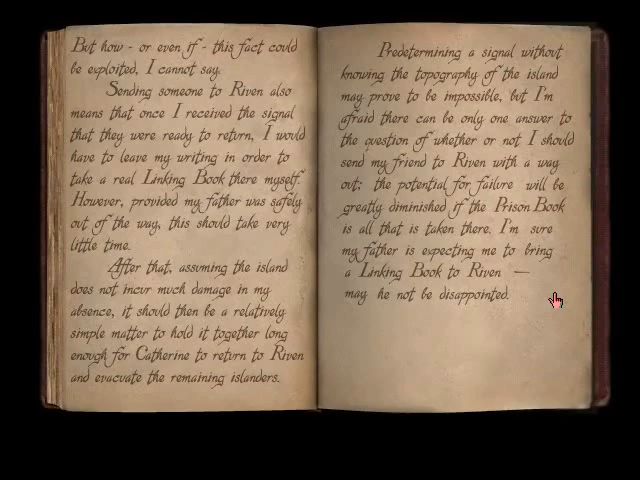 But how - or even if - this fact could
be exploited, I cannot say.
Sending someone to Riven also
means that once I received the signal
that they were ready to return, I would
have to leave my writing in order to
take a real Linking Book there myself.
However, provided my father was safely
out of the way, this should take very
little time.
After that, assuming the island
does not incur much damage in my
absence, it should then be a relatively
simple matter to hold it together long
enough for Catherine to return to Riven
and evacuate the remaining islanders.
Predetermining a signal without
knowing the topography of the island
may prove to be impossible, but I'm
afraid there can be only one answer to
the question of whether or not I should
send my friend to Riven with a way
out; the potential for failure will be
greatly diminished if the Prison Book
is all that is taken there. I'm sure
my father is expecting me to bring
a Linking Book to Riven —
may he not be disappointed.